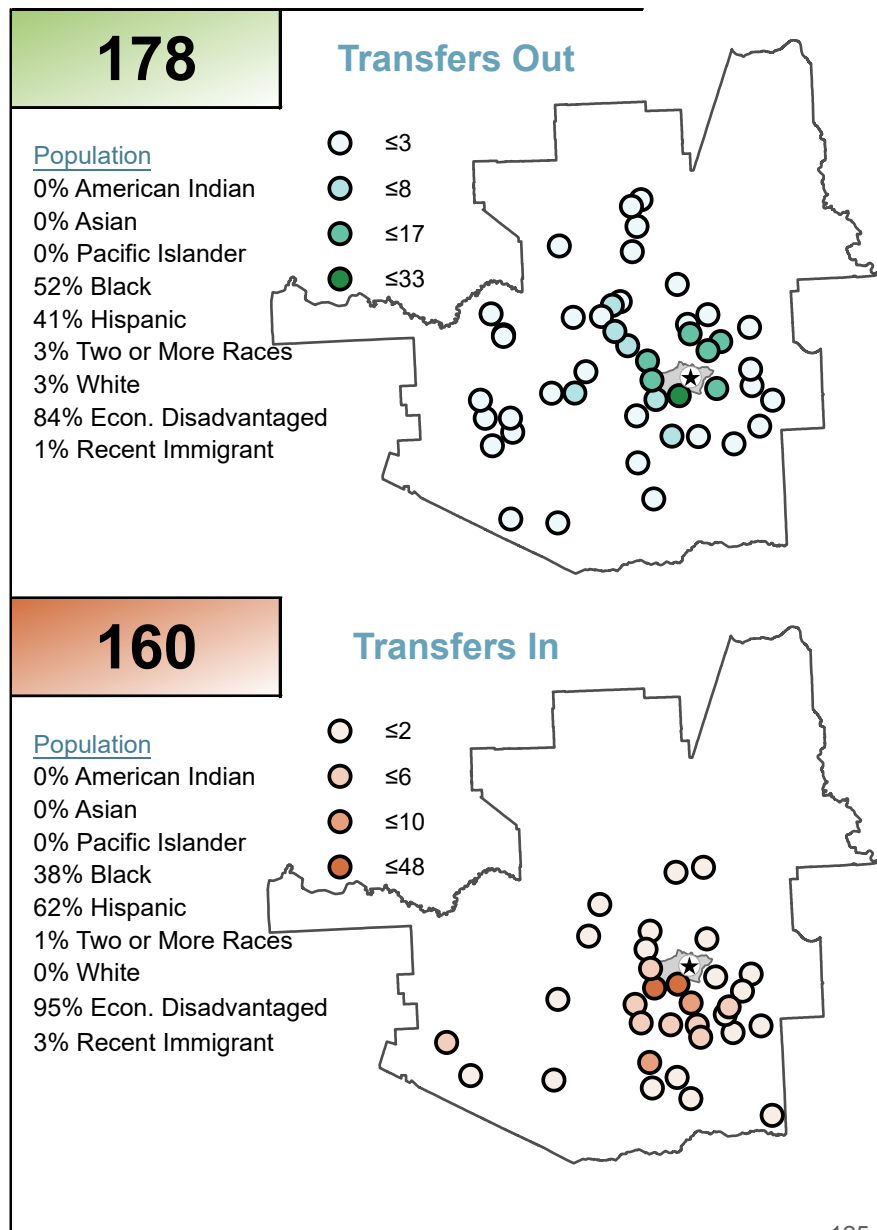 178
Transfers Out
Population
0% American Indian
0% Asian
0% Pacific Islander
52% Black
41% Hispanic
3% Two or More Races
3% White
84% Econ. Disadvantaged
1% Recent Immigrant
≤3
≤8
≤17
≤33
160
Transfers In
Population
0% American Indian
0% Asian
0% Pacific Islander
38% Black
62% Hispanic
1% Two or More Races
0% White
95% Econ. Disadvantaged
3% Recent Immigrant
≤2
≤6
≤10
≤48